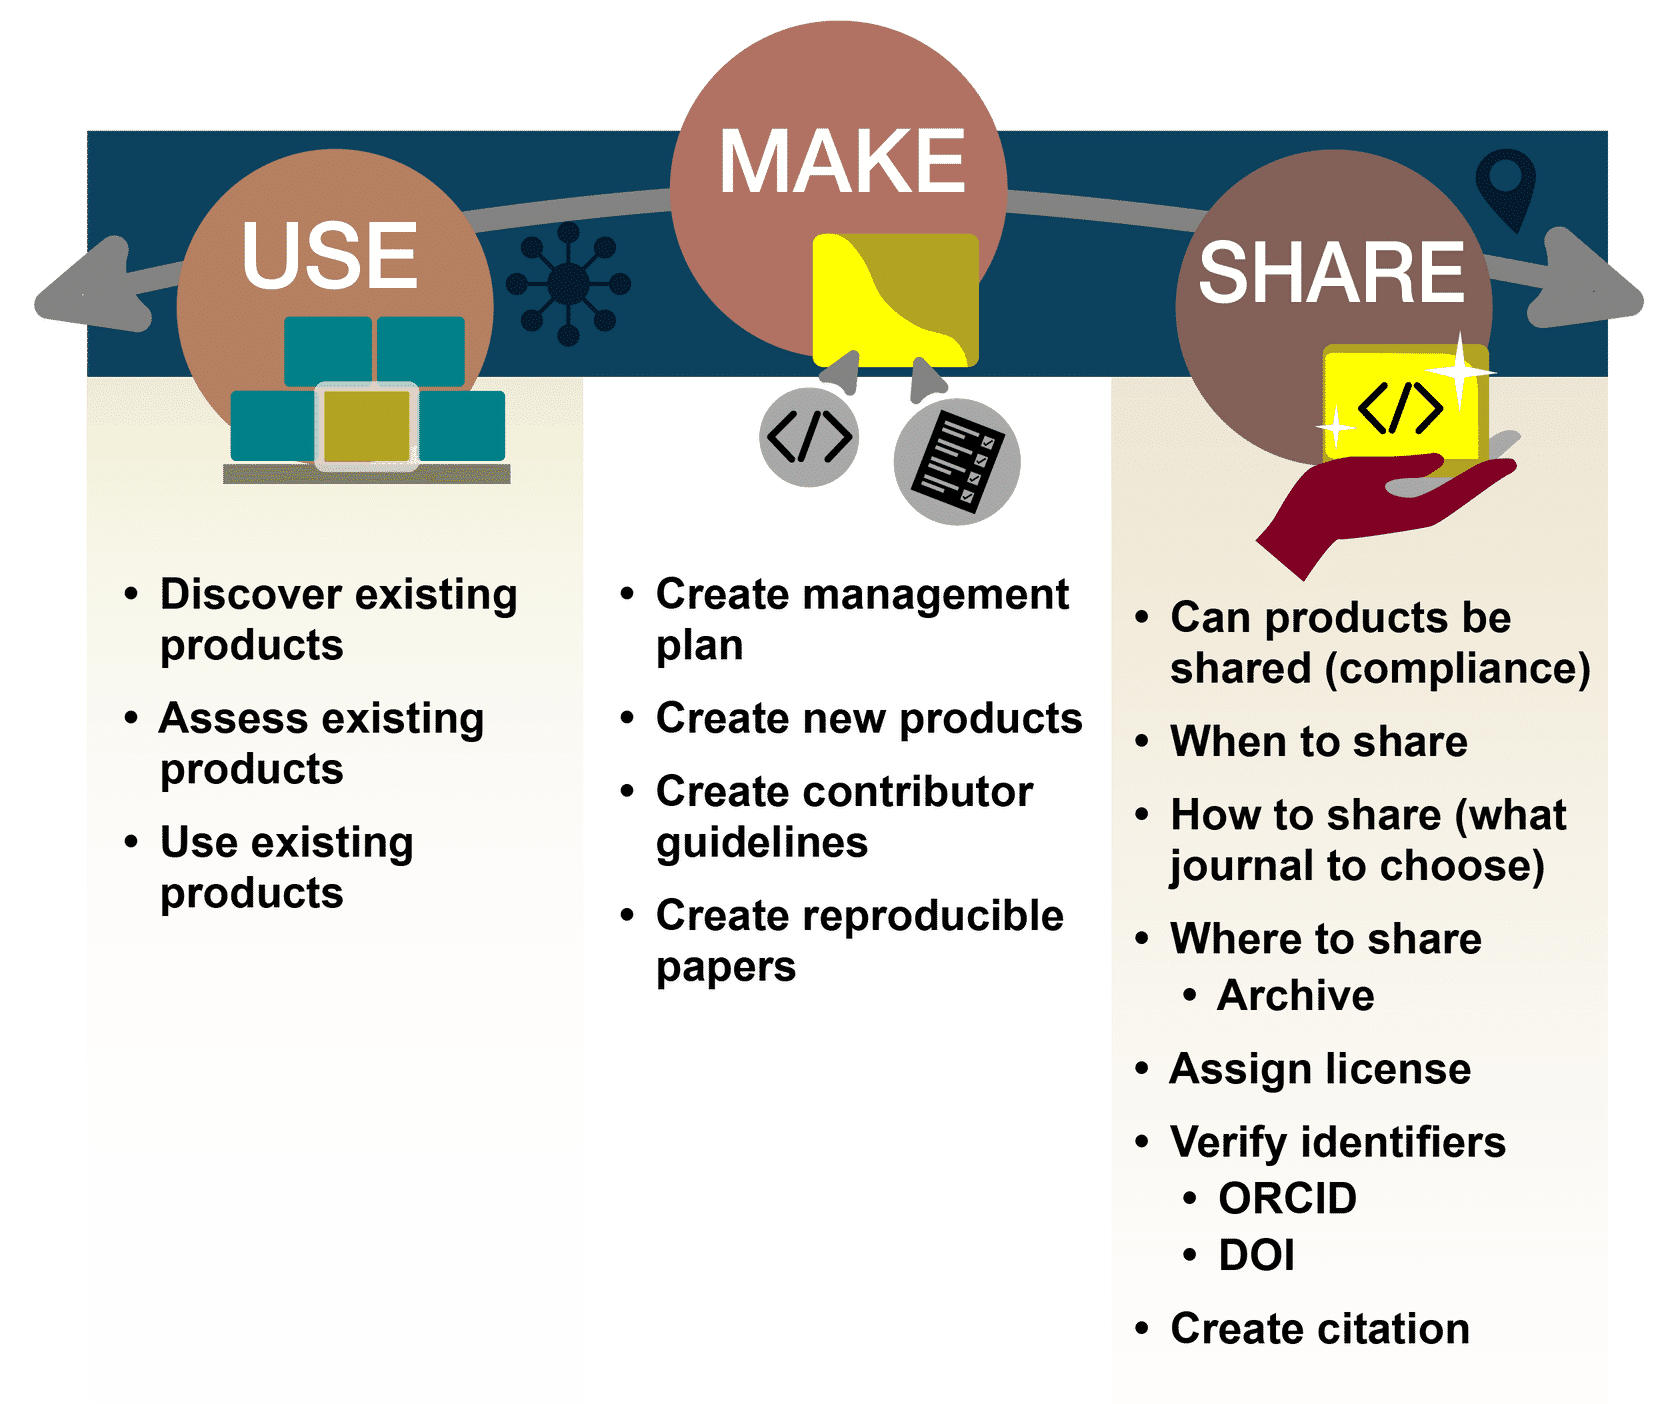 USE
MAKE
SHARE
• Discover existing
products
• Assess existing
products
• Use existing
products
• Create management
plan
• Create new products
• Create contributor
guidelines
• Create reproducible
papers
• Can products be
shared (compliance)
• When to share
• How to share (what
journal to choose)
• Where to share
• Archive
• Assign license
• Verify identifiers
• ORCID
• DOI
• Create citation